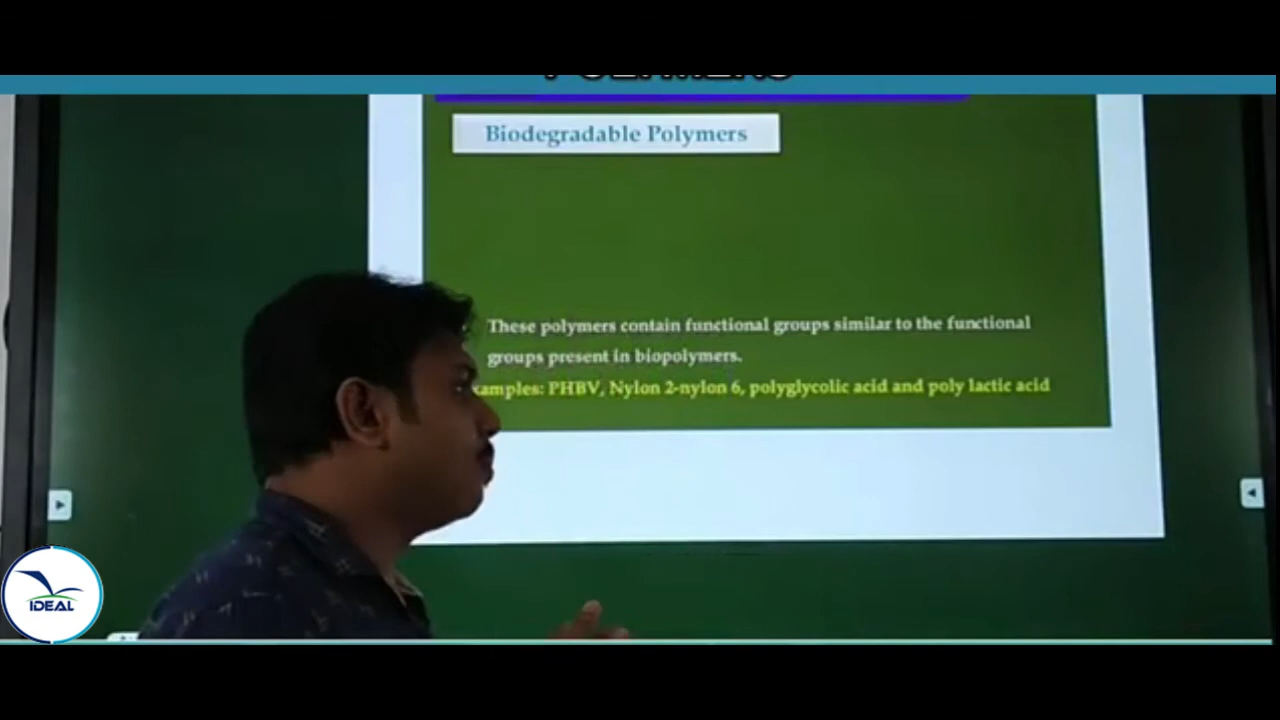 Biodegradable Polymers
These polymers contain functional groups similar to the functional
groups present in biopolymers.
amples: PHBV, Nylon 2-nylon 6, polyglycolic acid and poly lactic acid
IDEAL